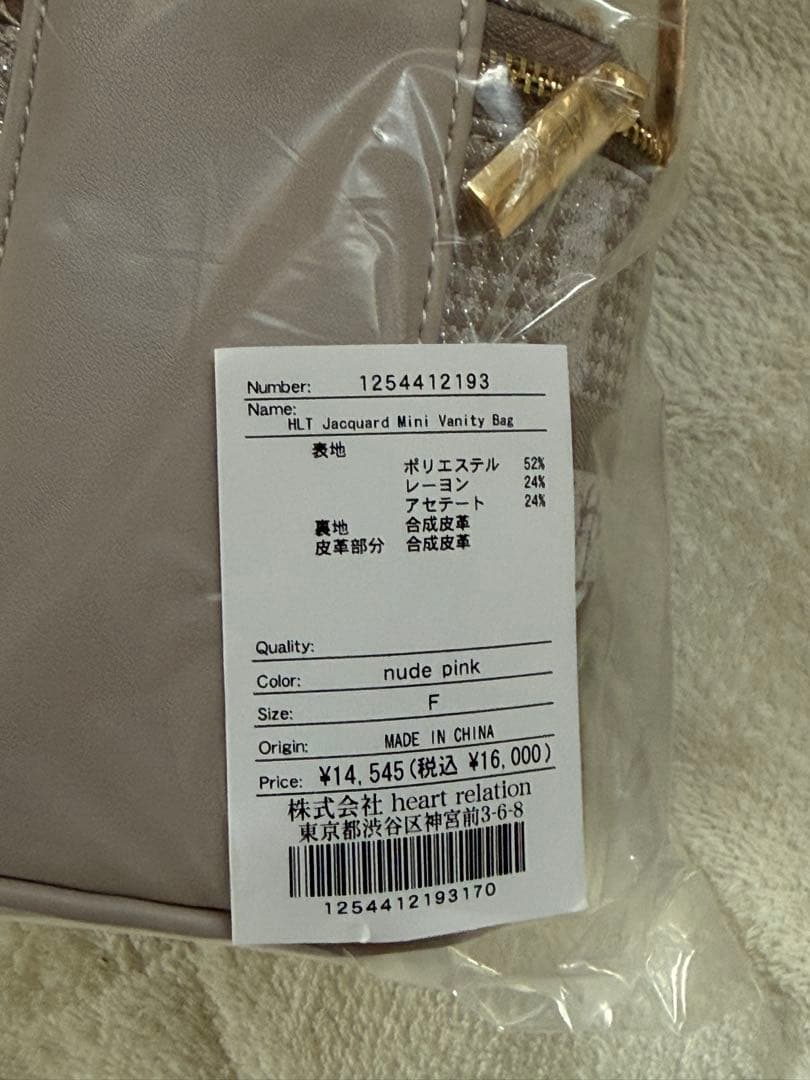 Number: 1254412193
Name: HLT Jacquard Mini Vanity Bag
表地
ポリエステル 52%
レーヨン 24%
アセテート 24%
裏地 合成皮革
皮革部分 合成皮革
Quality:
Color: nude pink
Size: F
Origin: MADE IN CHINA
Price: ¥14,545(税込 ¥16,000)
株式会社 heart relation
東京都渋谷区神宮前3-6-8
1254412193170